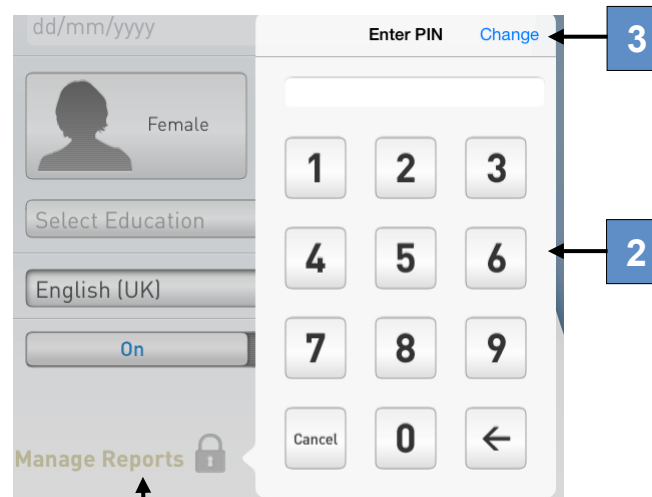 dd/mm/yyyy
Enter PIN Change
3
Female
1 2 3
Select Education
4 5 6
2
English (UK)
On
7 8 9
Cancel 0 ←
Manage Reports